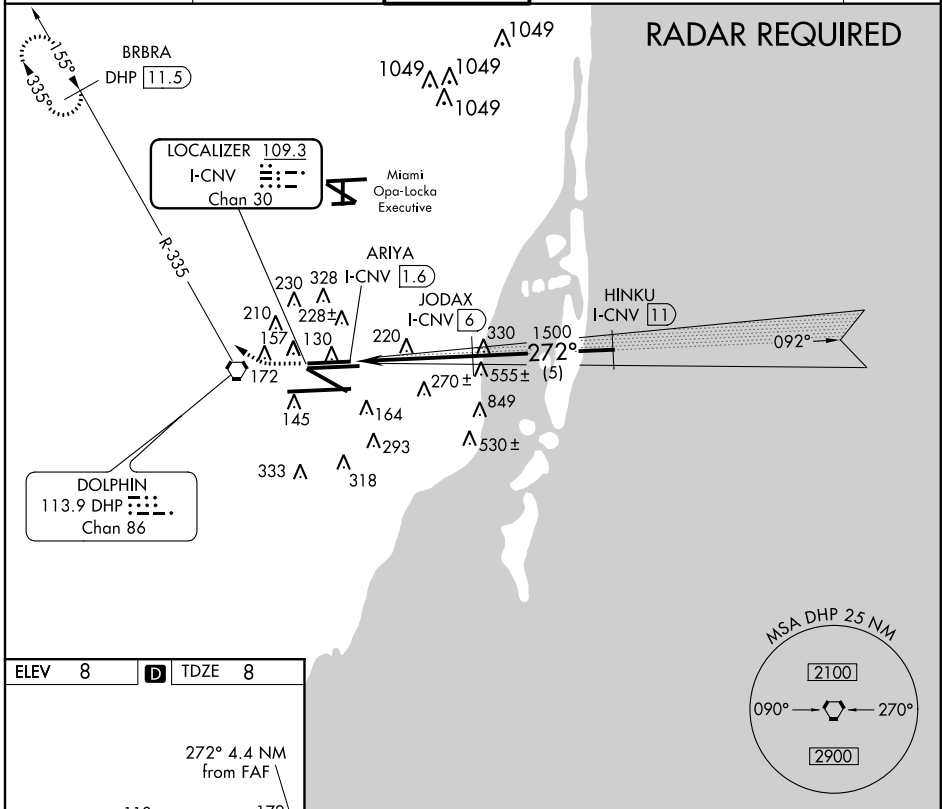 RADAR REQUIRED
1049
1049
1049
1049
155°
335°
BRBRA
DHP 11.5
LOCALIZER 109.3
I-CNV
Chan 30
Miami
Opa-Locka
Executive
R-335
ARIYA
I-CNV 1.6
JODAX
I-CNV 6
HINKU
I-CNV 11
230
328
210
228±
157
130
220
330
1500
272°
(5)
092°
172
270±
555±
145
164
849
293
530±
333
318
DOLPHIN
113.9 DHP
Chan 86
MSA DHP 25 NM
2100
090°
270°
2900
ELEV 8
D
TDZE 8
272° 4.4 NM
from FAF